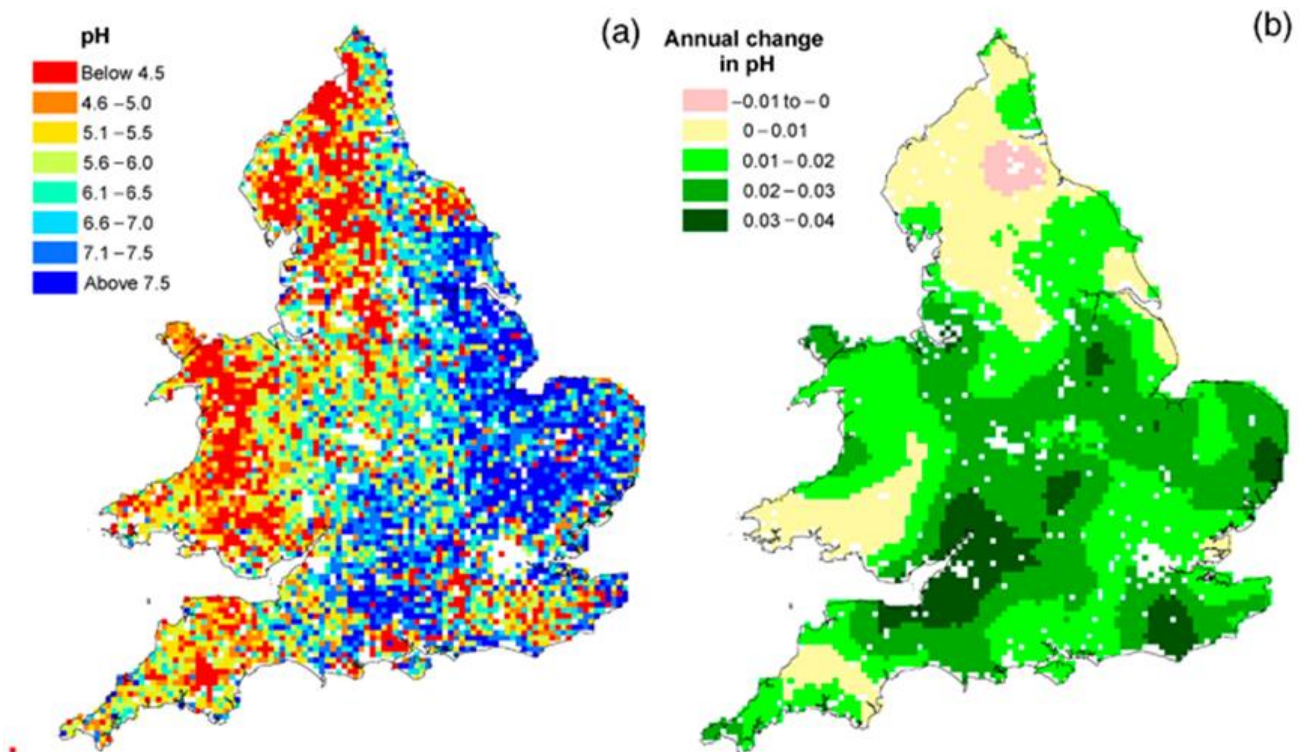 pH
Below 4.5
4.6 – 5.0
5.1 – 5.5
5.6 – 6.0
6.1 – 6.5
6.6 – 7.0
7.1 – 7.5
Above 7.5
(a)
Annual change
in pH
–0.01 to – 0
0 – 0.01
0.01 – 0.02
0.02 – 0.03
0.03 – 0.04
(b)